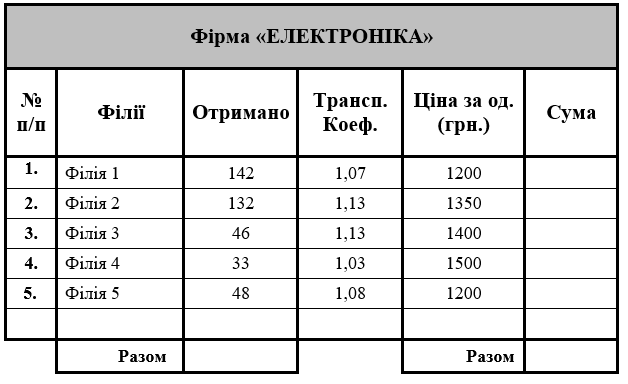 Фірма «ЕЛЕКТРОНІКА»
№ п/п Філії Отримано Трансп. Коеф. Ціна за од. (грн.) Сума
1. Філія 1 142 1,07 1200
2. Філія 2 132 1,13 1350
3. Філія 3 46 1,13 1400
4. Філія 4 33 1,03 1500
5. Філія 5 48 1,08 1200
Разом Разом